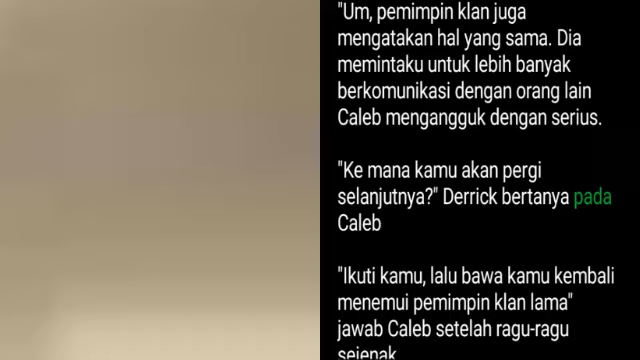 "Um, pemimpin klan juga
mengatakan hal yang sama. Dia
memintaku untuk lebih banyak
berkomunikasi dengan orang lain
Caleb mengangguk dengan serius.
"Ke mana kamu akan pergi
selanjutnya?" Derrick bertanya pada
Caleb
"Ikuti kamu, lalu bawa kamu kembali
menemui pemimpin klan lama"
jawab Caleb setelah ragu-ragu
sejenak